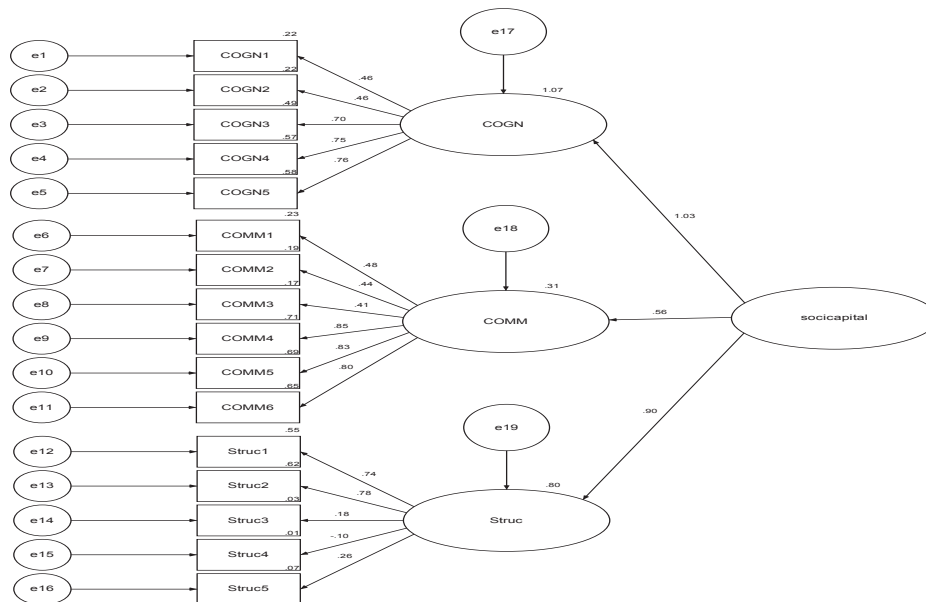 .22
e1
COGN1
.22
e2
COGN2
.49
e3
COGN3
.57
e4
COGN4
.58
e5
COGN5
.46
.46
.70
.75
.76
e17
1.07
COGN
.23
e6
COMM1
.19
e7
COMM2
.17
e8
COMM3
.71
e9
COMM4
.69
e10
COMM5
.65
e11
COMM6
.48
.44
.41
.85
.83
.80
e18
.31
COMM
.55
e12
Struc1
.62
e13
Struc2
.03
e14
Struc3
.01
e15
Struc4
.07
e16
Struc5
.74
.78
.18
-.10
.26
e19
.80
Struc
1.03
.56
.90
socicapital